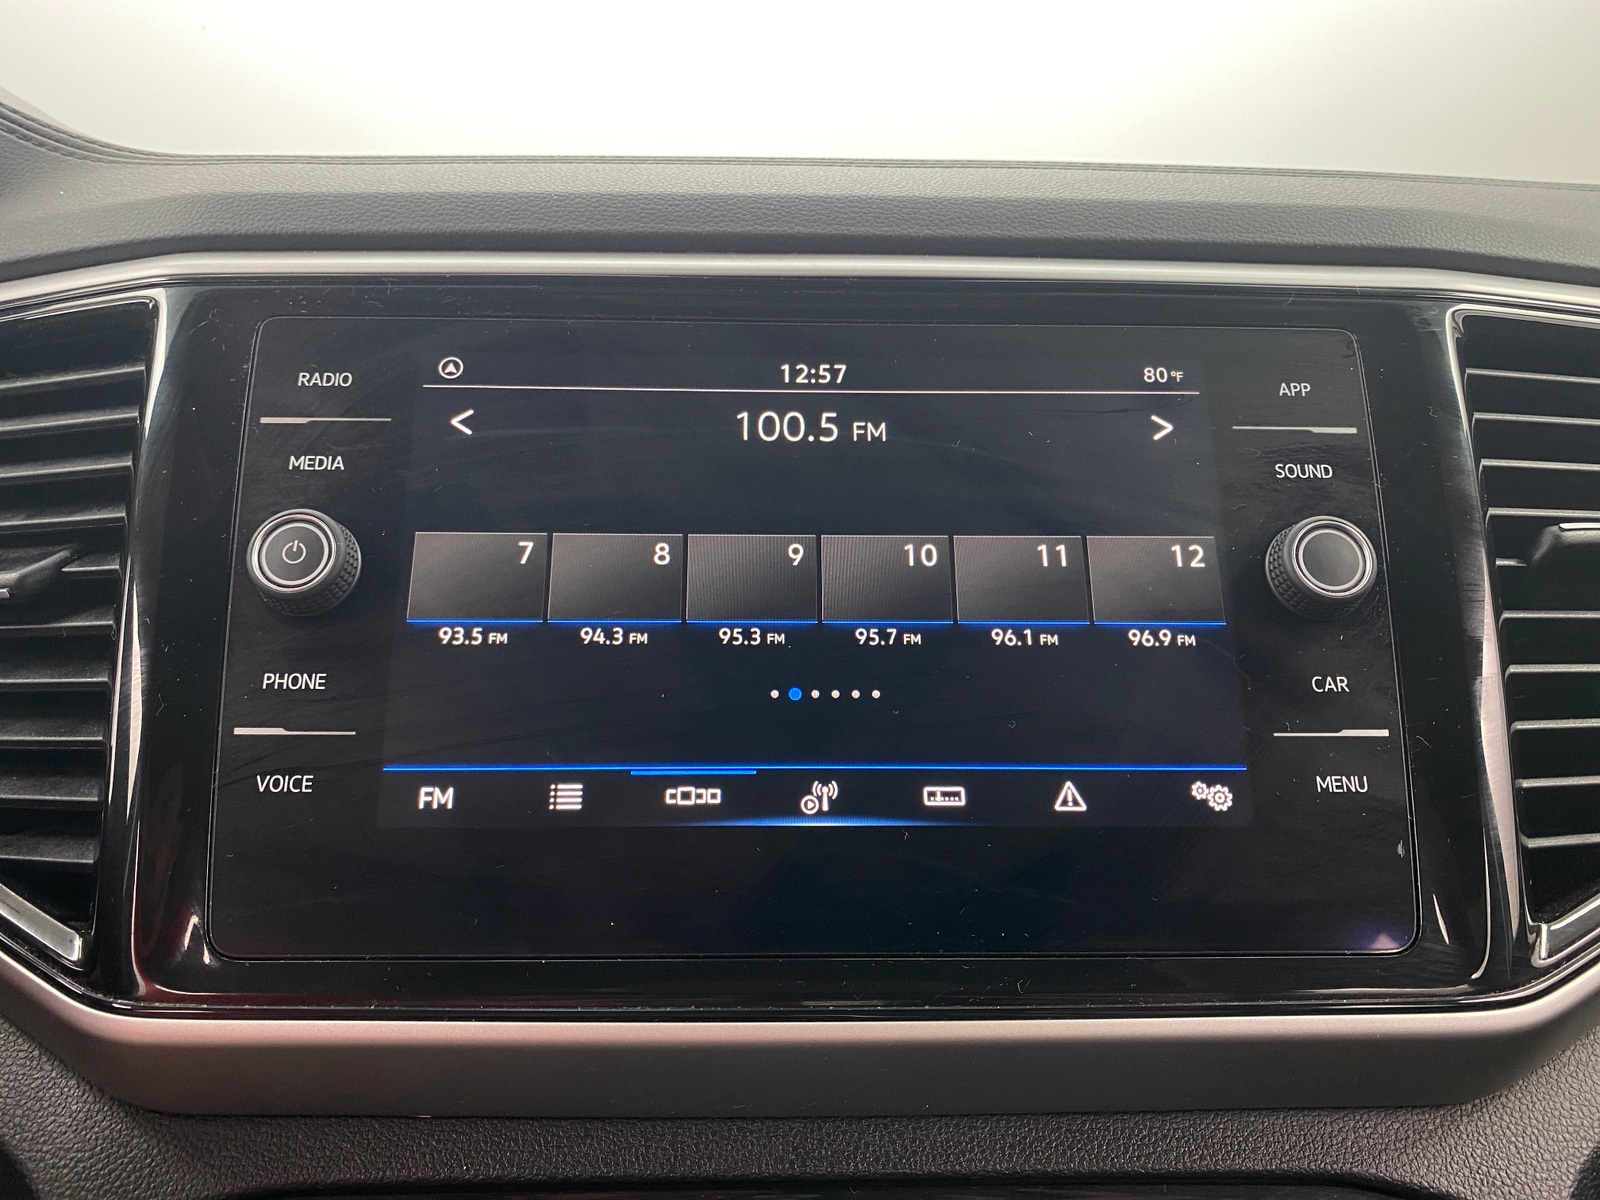 RADIO
MEDIA
PHONE
VOICE
12:57
80 °F
< 100.5 FM >
7 8 9 10 11 12
93.5 FM 94.3 FM 95.3 FM 95.7 FM 96.1 FM 96.9 FM
FM
APP
SOUND
CAR
MENU